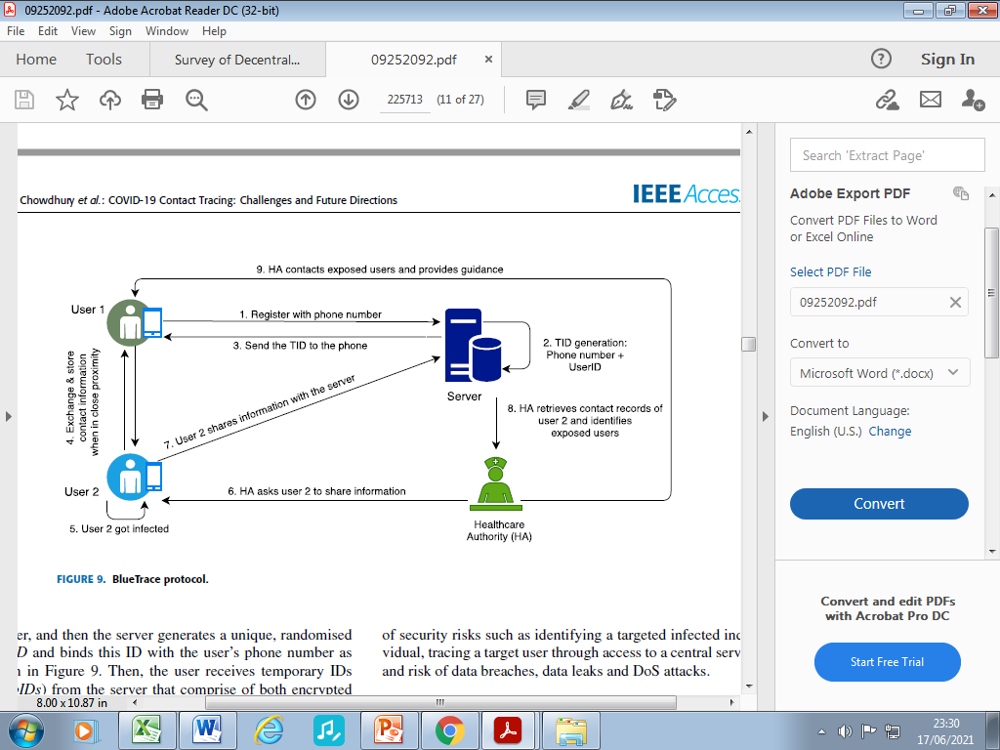 09252092.pdf - Adobe Acrobat Reader DC (32-bit)
File Edit View Sign Window Help
Home Tools Survey of Decentral... 09252092.pdf × Sign In
225713 (11 of 27)
Chowdhury et al.: COVID-19 Contact Tracing: Challenges and Future Directions
IEEE Acces
9. HA contacts exposed users and provides guidance
User 1
1. Register with phone number
3. Send the TID to the phone
2. TID generation:
Phone number +
UserID
Server
4. Exchange & store
contact information
when in close proximity
7. User 2 shares information with the server
8. HA retrieves contact records of
user 2 and identifies
exposed users
User 2
6. HA asks user 2 to share information
5. User 2 got infected
Healthcare
Authority (HA)
FIGURE 9. BlueTrace protocol.
er, and then the server generates a unique, randomised
D and binds this ID with the user's phone number as
in Figure 9. Then, the user receives temporary IDs
pIDs) from the server that comprise of both encrypted
of security risks such as identifying a targeted infected ind
vidual, tracing a target user through access to a central serv
and risk of data breaches, data leaks and DoS attacks.
8.00 x 10.87 in
Search 'Extract Page'
Adobe Export PDF
Convert PDF Files to Word
or Excel Online
Select PDF File
09252092.pdf
Convert to
Microsoft Word (*.docx)
Document Language:
English (U.S.) Change
Convert
Convert and edit PDFs
with Acrobat Pro DC
Start Free Trial
23:30
17/06/2021